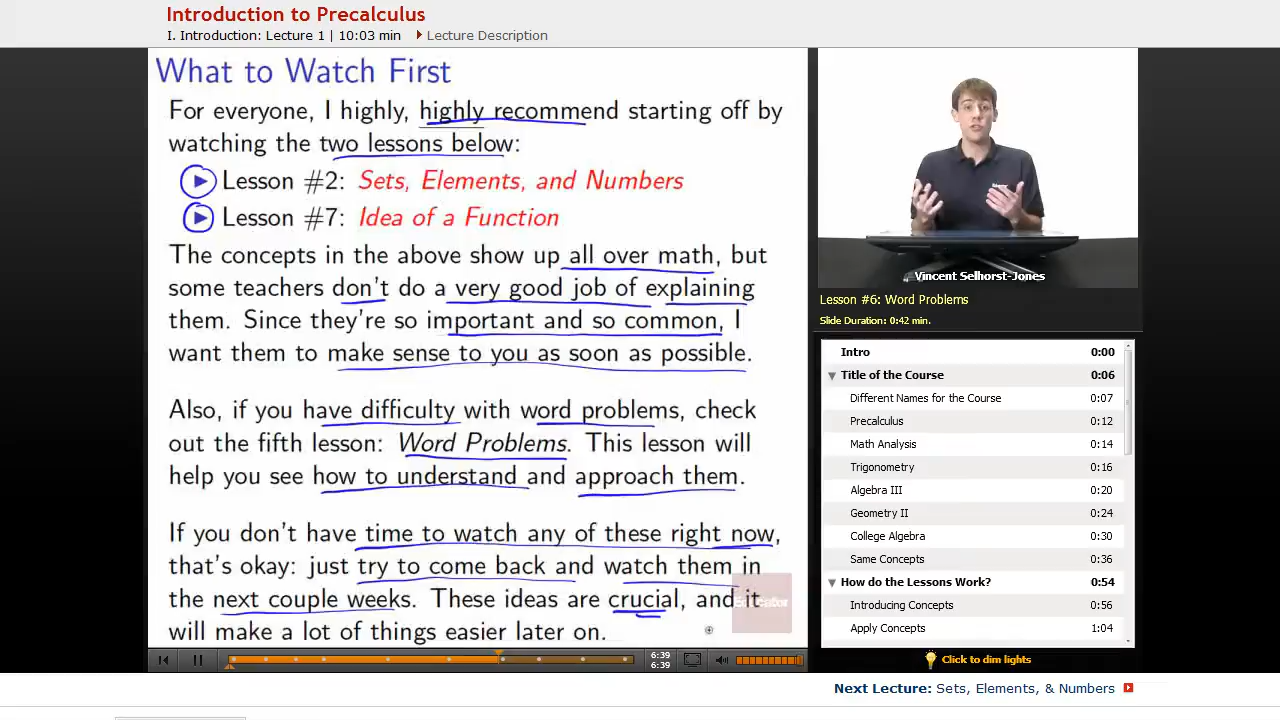 Introduction to Precalculus
I. Introduction: Lecture 1 | 10:03 min Lecture Description
What to Watch First
For everyone, I highly, highly recommend starting off by
watching the two lessons below:
Lesson #2: Sets, Elements, and Numbers
Lesson #7: Idea of a Function
The concepts in the above show up all over math, but
some teachers don't do a very good job of explaining
them. Since they're so important and so common, I
want them to make sense to you as soon as possible.
Also, if you have difficulty with word problems, check
out the fifth lesson: Word Problems. This lesson will
help you see how to understand and approach them.
If you don't have time to watch any of these right now,
that's okay: just try to come back and watch them in
the next couple weeks. These ideas are crucial, and it
will make a lot of things easier later on.
6:39
6:39
Vincent Selhorst-Jones
Lesson #6: Word Problems
Slide Duration: 0:42 min.
Intro 0:00
Title of the Course 0:06
Different Names for the Course 0:07
Precalculus 0:12
Math Analysis 0:14
Trigonometry 0:16
Algebra III 0:20
Geometry II 0:24
College Algebra 0:30
Same Concepts 0:36
How do the Lessons Work? 0:54
Introducing Concepts 0:56
Apply Concepts 1:04
Click to dim lights
Next Lecture: Sets, Elements, & Numbers